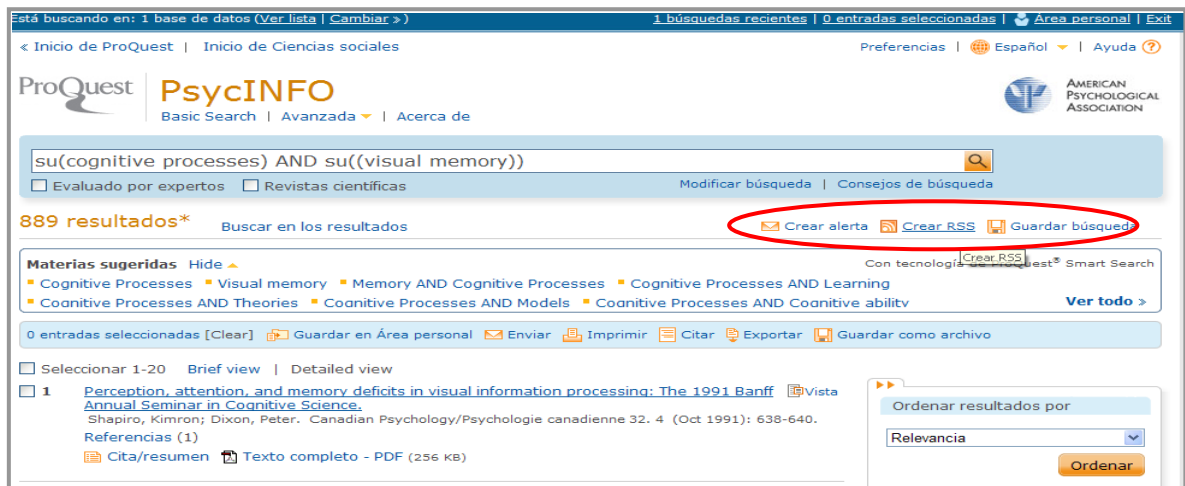 Está buscando en: 1 base de datos (Ver lista | Cambiar »)  1 búsquedas recientes | 0 entradas seleccionadas | Área personal | Exit
« Inicio de ProQuest | Inicio de Ciencias sociales  Preferencias | Español | Ayuda ?
ProQuest PsycINFO
AMERICAN
PSYCHOLOGICAL
ASSOCIATION
Basic Search | Avanzada | Acerca de
su(cognitive processes) AND su((visual memory))
Evaluado por expertos  Revistas científicas  Modificar búsqueda | Consejos de búsqueda
889 resultados*  Buscar en los resultados  Crear alerta  Crear RSS  Guardar búsqueda
Crear RSS
Materias sugeridas Hide  Con tecnología de ProQuest® Smart Search
Cognitive Processes  Visual memory  Memory AND Cognitive Processes  Cognitive Processes AND Learning
Cognitive Processes AND Theories  Cognitive Processes AND Models  Cognitive Processes AND Cognitive ability  Ver todo »
0 entradas seleccionadas [Clear]  Guardar en Área personal  Enviar  Imprimir  Citar  Exportar  Guardar como archivo
Seleccionar 1-20  Brief view | Detailed view
1  Perception, attention, and memory deficits in visual information processing: The 1991 Banff  Vista
Annual Seminar in Cognitive Science.
Shapiro, Kimron; Dixon, Peter. Canadian Psychology/Psychologie canadienne 32. 4 (Oct 1991): 638-640.
Referencias (1)
Cita/resumen  Texto completo - PDF (256 KB)
Ordenar resultados por
Relevancia
Ordenar